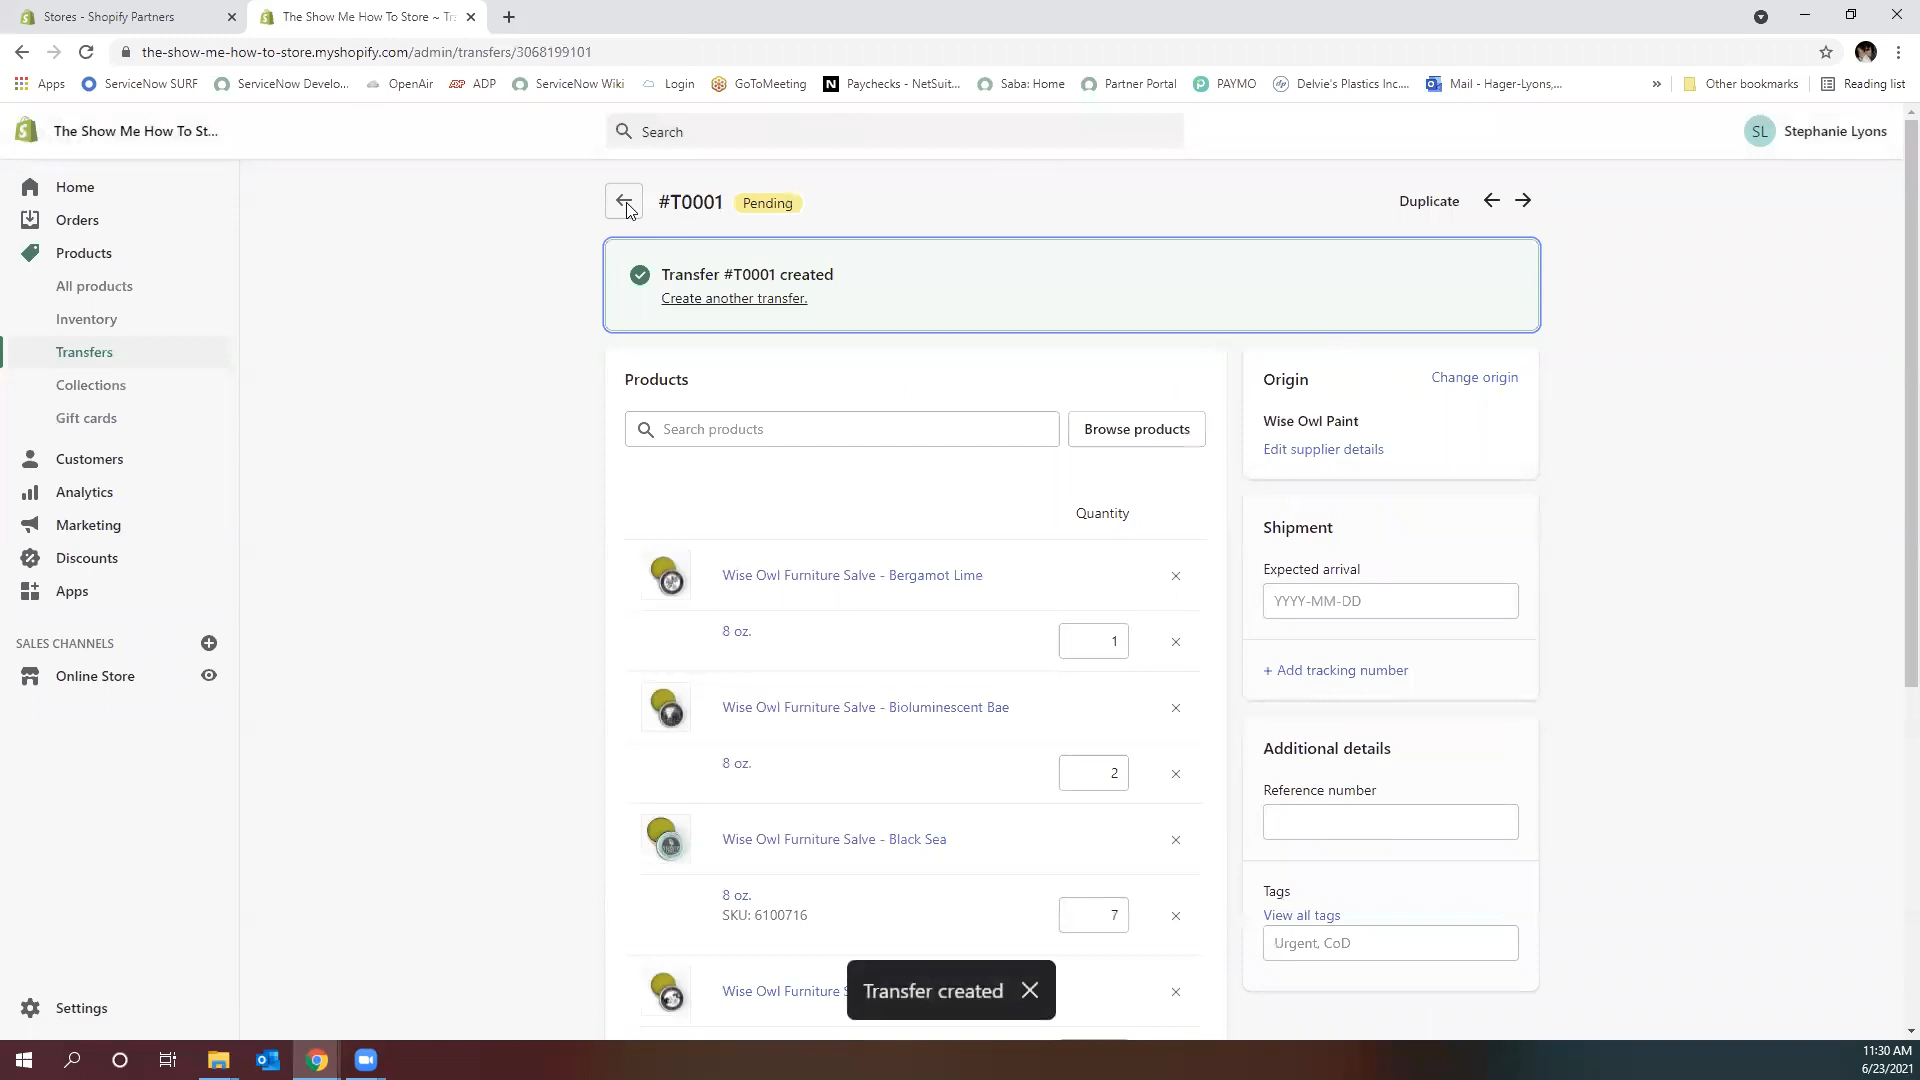 Stores - Shopify Partners
The Show Me How To Store ~ Tr
the-show-me-how-to-store.myshopify.com/admin/transfers/3068199101
Apps
ServiceNow SURF
ServiceNow Develo...
OpenAir
ADP
ServiceNow Wiki
Login
GoToMeeting
Paychecks - NetSuit...
Saba: Home
Partner Portal
PAYMO
Delvie's Plastics Inc....
Mail - Hager-Lyons,...
»
Other bookmarks
Reading list
The Show Me How To St...
Search
SL
Stephanie Lyons
Home
Orders
Products
All products
Inventory
Transfers
Collections
Gift cards
Customers
Analytics
Marketing
Discounts
Apps
SALES CHANNELS
Online Store
Settings
#T0001
Pending
Duplicate
Transfer #T0001 created
Create another transfer.
Products
Search products
Browse products
Quantity
Wise Owl Furniture Salve - Bergamot Lime
8 oz.
1
Wise Owl Furniture Salve - Bioluminescent Bae
8 oz.
2
Wise Owl Furniture Salve - Black Sea
8 oz.
SKU: 6100716
7
Wise Owl Furniture S
Transfer created
Origin
Change origin
Wise Owl Paint
Edit supplier details
Shipment
Expected arrival
YYYY-MM-DD
+ Add tracking number
Additional details
Reference number
Tags
View all tags
Urgent, CoD
11:30 AM
6/23/2021